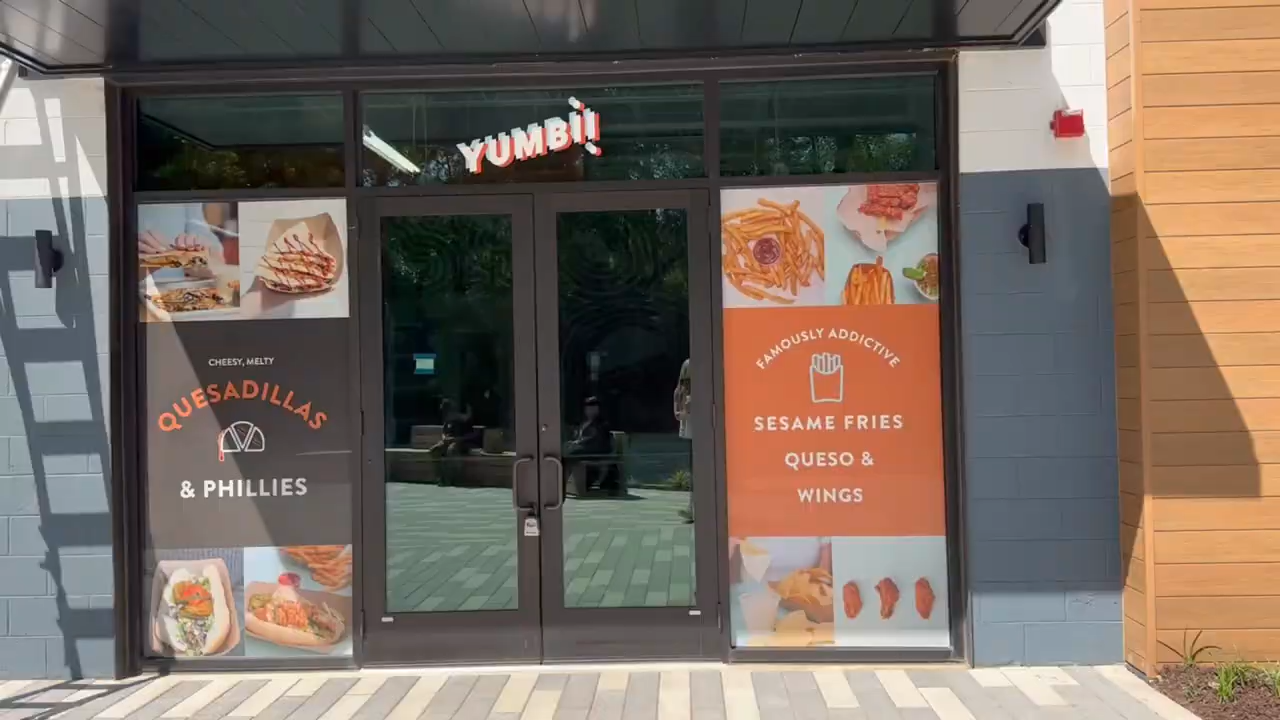 YUMBII
CHEESY, MELTY
QUESADILLAS
& PHILLIES
FAMOUSLY ADDICTIVE
SESAME FRIES
QUESO &
WINGS